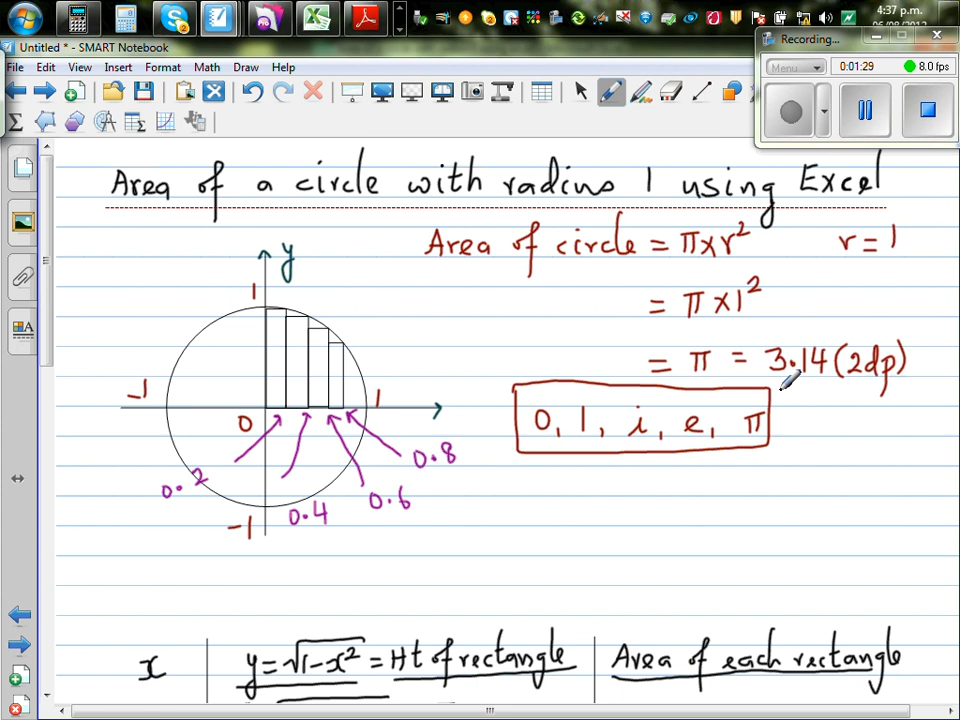 4:37 p.m.
Untitled * - SMART Notebook
Recording...
File Edit View Insert Format Math Draw Help
Menu
0:01:29
8.0 fps
Area of a circle with radius 1 using Excel
Area of circle = π×r² r = 1
= π×1²
= π = 3.14 (2dp)
0, 1, i, e, π
y
1
-1
0
1
0.2
0.4
0.6
0.8
-1
x
y = √1-x² = Ht of rectangle
Area of each rectangle